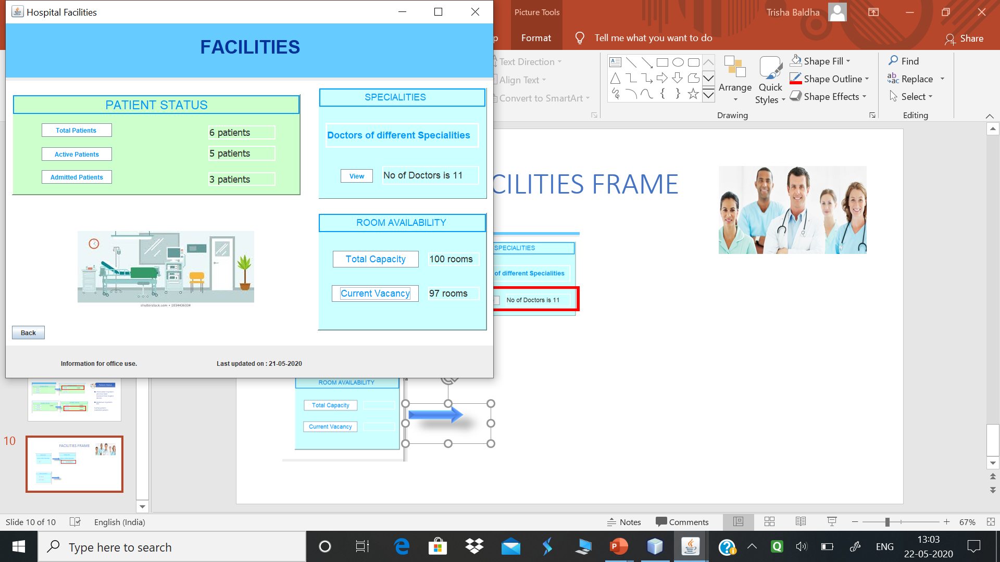 Hospital Facilities
FACILITIES
PATIENT STATUS
Total Patients
6 patients
Active Patients
5 patients
Admitted Patients
3 patients
SPECIALITIES
Doctors of different Specialities
View
No of Doctors is 11
ROOM AVAILABILITY
Total Capacity
100 rooms
Current Vacancy
97 rooms
shutterstock.com • 1034436334
Back
Information for office use.
Last updated on : 21-05-2020
Picture Tools
Trisha Baldha
Format
Tell me what you want to do
Share
Text Direction
Align Text
Convert to SmartArt
Arrange
Quick
Styles
Shape Fill
Shape Outline
Shape Effects
Drawing
Find
Replace
Select
Editing
CILITIES FRAME
SPECIALITIES
of different Specialities
No of Doctors is 11
ROOM AVAILABILITY
Total Capacity
Current Vacancy
10
FACILITIES FRAME
Slide 10 of 10
English (India)
Notes
Comments
67%
Type here to search
ENG
13:03
22-05-2020